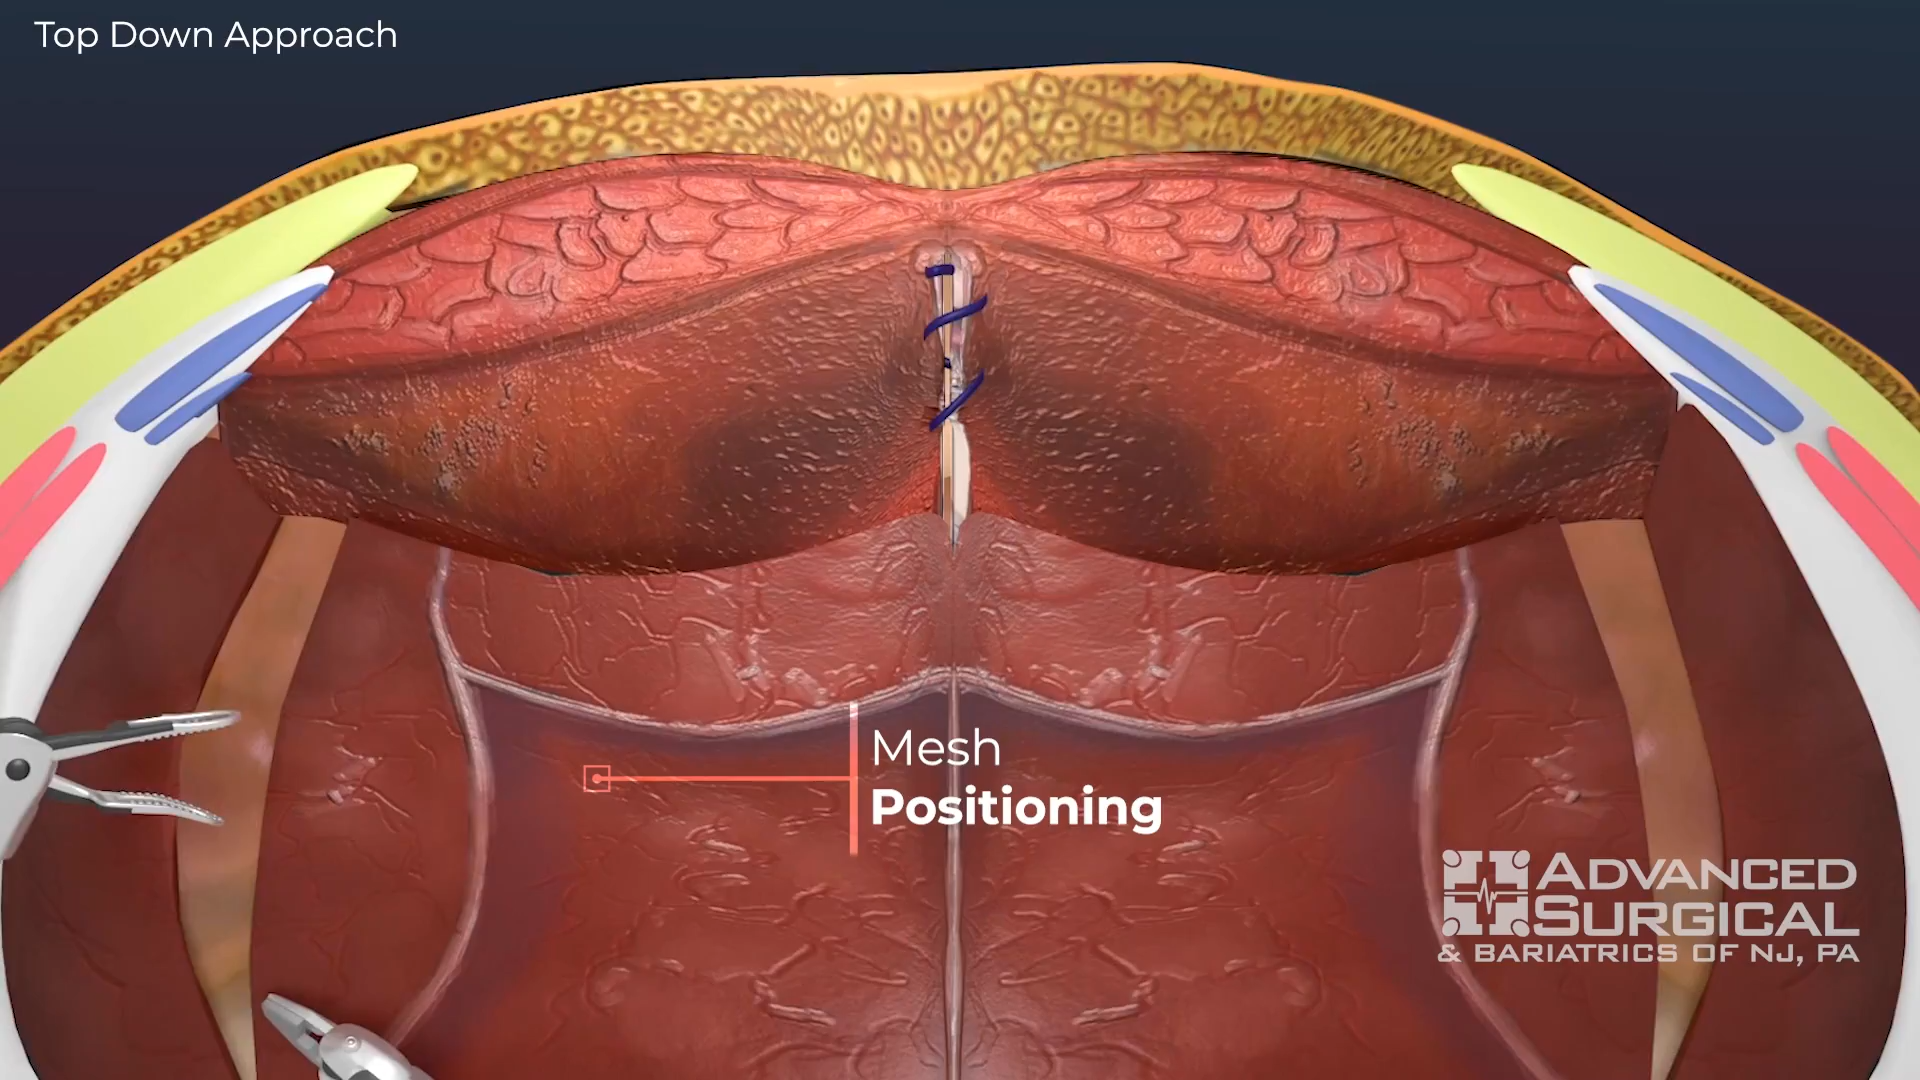 Top Down Approach
Mesh
Positioning
ADVANCED
SURGICAL
& BARIATRICS OF NJ, PA